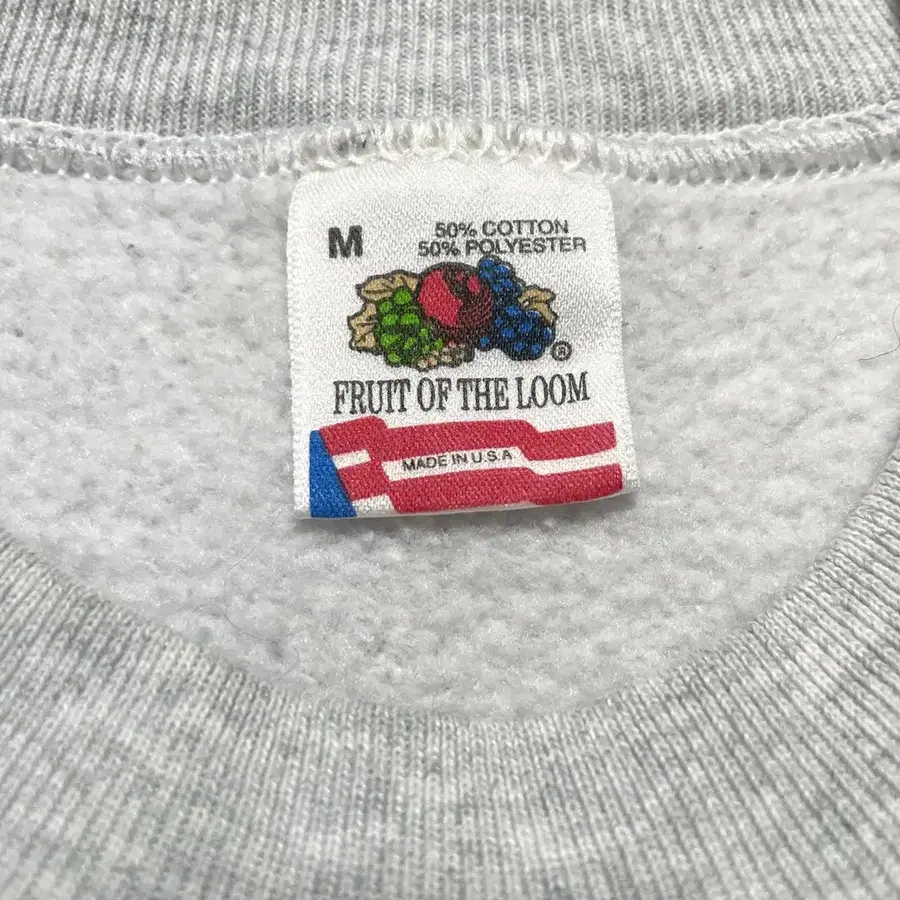 M
50% COTTON
50% POLYESTER
®
FRUIT OF THE LOOM
MADE IN U.S.A